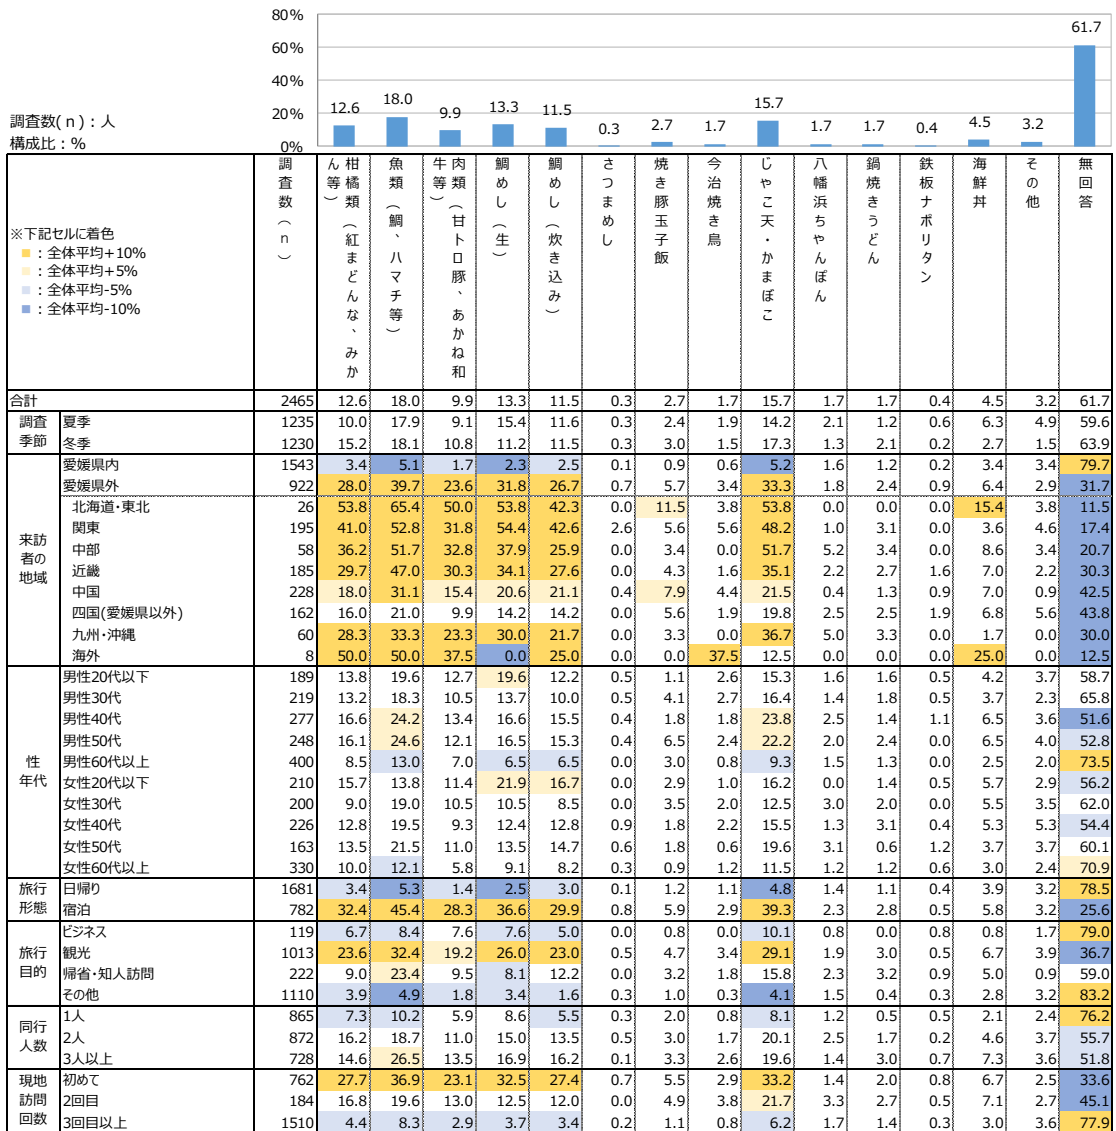 80%
60%
40%
20%
0%
12.6 18.0 9.9 13.3 11.5 0.3 2.7 1.7 15.7 1.7 1.7 0.4 4.5 3.2 61.7
調査数(n):人
構成比:%
※下記セルに着色
■:全体平均+10%
■:全体平均+5%
■:全体平均-5%
■:全体平均-10%
調査数(n)
柑橘類(紅まどんな、みかん等)
魚類(鯛、ハマチ等)
肉類(甘トロ豚、あかね和牛等)
鯛めし(生)
鯛めし(炊き込み)
さつまめし
焼き豚玉子飯
今治焼き鳥
じゃこ天・かまぼこ
八幡浜ちゃんぽん
鍋焼きうどん
鉄板ナポリタン
海鮮丼
その他
無回答
合計 2465 12.6 18.0 9.9 13.3 11.5 0.3 2.7 1.7 15.7 1.7 1.7 0.4 4.5 3.2 61.7
調査季節
夏季 1235 10.0 17.9 9.1 15.4 11.6 0.3 2.4 1.9 14.2 2.1 1.2 0.6 6.3 4.9 59.6
冬季 1230 15.2 18.1 10.8 11.2 11.5 0.3 3.0 1.5 17.3 1.3 2.1 0.2 2.7 1.5 63.9
来訪者の地域
愛媛県内 1543 3.4 5.1 1.7 2.3 2.5 0.1 0.9 0.6 5.2 1.6 1.2 0.2 3.4 3.4 79.7
愛媛県外 922 28.0 39.7 23.6 31.8 26.7 0.7 5.7 3.4 33.3 1.8 2.4 0.9 6.4 2.9 31.7
北海道・東北 26 53.8 65.4 50.0 53.8 42.3 0.0 11.5 3.8 53.8 0.0 0.0 0.0 15.4 3.8 11.5
関東 195 41.0 52.8 31.8 54.4 42.6 2.6 5.6 5.6 48.2 1.0 3.1 0.0 3.6 4.6 17.4
中部 58 36.2 51.7 32.8 37.9 25.9 0.0 3.4 0.0 51.7 5.2 3.4 0.0 8.6 3.4 20.7
近畿 185 29.7 47.0 30.3 34.1 27.6 0.0 4.3 1.6 35.1 2.2 2.7 1.6 7.0 2.2 30.3
中国 228 18.0 31.1 15.4 20.6 21.1 0.4 7.9 4.4 21.5 0.4 1.3 0.9 7.0 0.9 42.5
四国(愛媛県以外) 162 16.0 21.0 9.9 14.2 14.2 0.0 5.6 1.9 19.8 2.5 2.5 1.9 6.8 5.6 43.8
九州・沖縄 60 28.3 33.3 23.3 30.0 21.7 0.0 3.3 0.0 36.7 5.0 3.3 0.0 1.7 0.0 30.0
海外 8 50.0 50.0 37.5 0.0 25.0 0.0 0.0 37.5 12.5 0.0 0.0 0.0 25.0 0.0 12.5
性年代
男性20代以下 189 13.8 19.6 12.7 19.6 12.2 0.5 1.1 2.6 15.3 1.6 1.6 0.5 4.2 3.7 58.7
男性30代 219 13.2 18.3 10.5 13.7 10.0 0.5 4.1 2.7 16.4 1.4 1.8 0.5 3.7 2.3 65.8
男性40代 277 16.6 24.2 13.4 16.6 15.5 0.4 1.8 1.8 23.8 2.5 1.4 1.1 6.5 3.6 51.6
男性50代 248 16.1 24.6 12.1 16.5 15.3 0.4 6.5 2.4 22.2 2.0 2.4 0.0 6.5 4.0 52.8
男性60代以上 400 8.5 13.0 7.0 6.5 6.5 0.0 3.0 0.8 9.3 1.5 1.3 0.0 2.5 2.0 73.5
女性20代以下 210 15.7 13.8 11.4 21.9 16.7 0.0 2.9 1.0 16.2 0.0 1.4 0.5 5.7 2.9 56.2
女性30代 200 9.0 19.0 10.5 10.5 8.5 0.0 3.5 2.0 12.5 3.0 2.0 0.0 5.5 3.5 62.0
女性40代 226 12.8 19.5 9.3 12.4 12.8 0.9 1.8 2.2 15.5 1.3 3.1 0.4 5.3 5.3 54.4
女性50代 163 13.5 21.5 11.0 13.5 14.7 0.0 1.8 0.6 19.6 3.1 0.6 1.2 3.7 3.7 60.1
女性60代以上 330 10.0 12.1 5.8 9.1 8.2 0.3 0.9 1.2 11.5 1.2 1.2 0.6 3.0 2.4 70.9
旅行形態
日帰り 1681 3.4 5.3 1.4 2.5 3.0 0.1 1.2 1.1 4.8 1.4 1.1 0.4 3.9 3.2 78.5
宿泊 782 32.4 45.4 28.3 36.6 29.9 0.8 5.9 2.9 39.3 2.3 2.8 0.5 5.8 3.2 25.6
旅行目的
ビジネス 119 6.7 8.4 7.6 7.6 5.0 0.0 0.8 0.0 10.1 0.8 0.0 0.8 0.8 1.7 79.0
観光 1013 23.6 32.4 19.2 26.0 23.0 0.5 4.7 3.4 29.1 1.9 3.0 0.5 6.7 3.9 36.7
帰省・知人訪問 222 9.0 23.4 9.5 8.1 12.2 0.0 3.2 1.8 15.8 2.3 3.2 0.9 5.0 0.9 59.0
その他 1110 3.9 4.9 1.8 3.4 1.6 0.3 1.0 0.3 4.1 1.5 0.4 0.3 2.8 3.2 83.2
同行人数
1人 865 7.3 10.2 5.9 8.6 5.5 0.3 2.0 0.8 8.1 1.2 0.5 0.5 2.1 2.4 76.2
2人 872 16.2 18.7 11.0 15.0 13.5 0.5 3.0 1.7 20.1 2.5 1.7 0.2 4.6 3.7 55.7
3人以上 728 14.6 26.5 13.5 16.9 16.2 0.1 3.3 2.6 19.6 1.4 3.0 0.7 7.3 3.6 51.8
現地訪問回数
初めて 762 27.7 36.9 23.1 32.5 27.4 0.7 5.5 2.9 33.2 1.4 2.0 0.8 6.7 2.5 33.6
2回目 184 16.8 19.6 13.0 12.5 12.0 0.0 4.9 3.8 21.7 3.3 2.7 0.5 7.1 2.7 45.1
3回目以上 1510 4.4 8.3 2.9 3.7 3.4 0.2 1.1 0.8 6.2 1.7 1.4 0.3 3.0 3.6 77.9